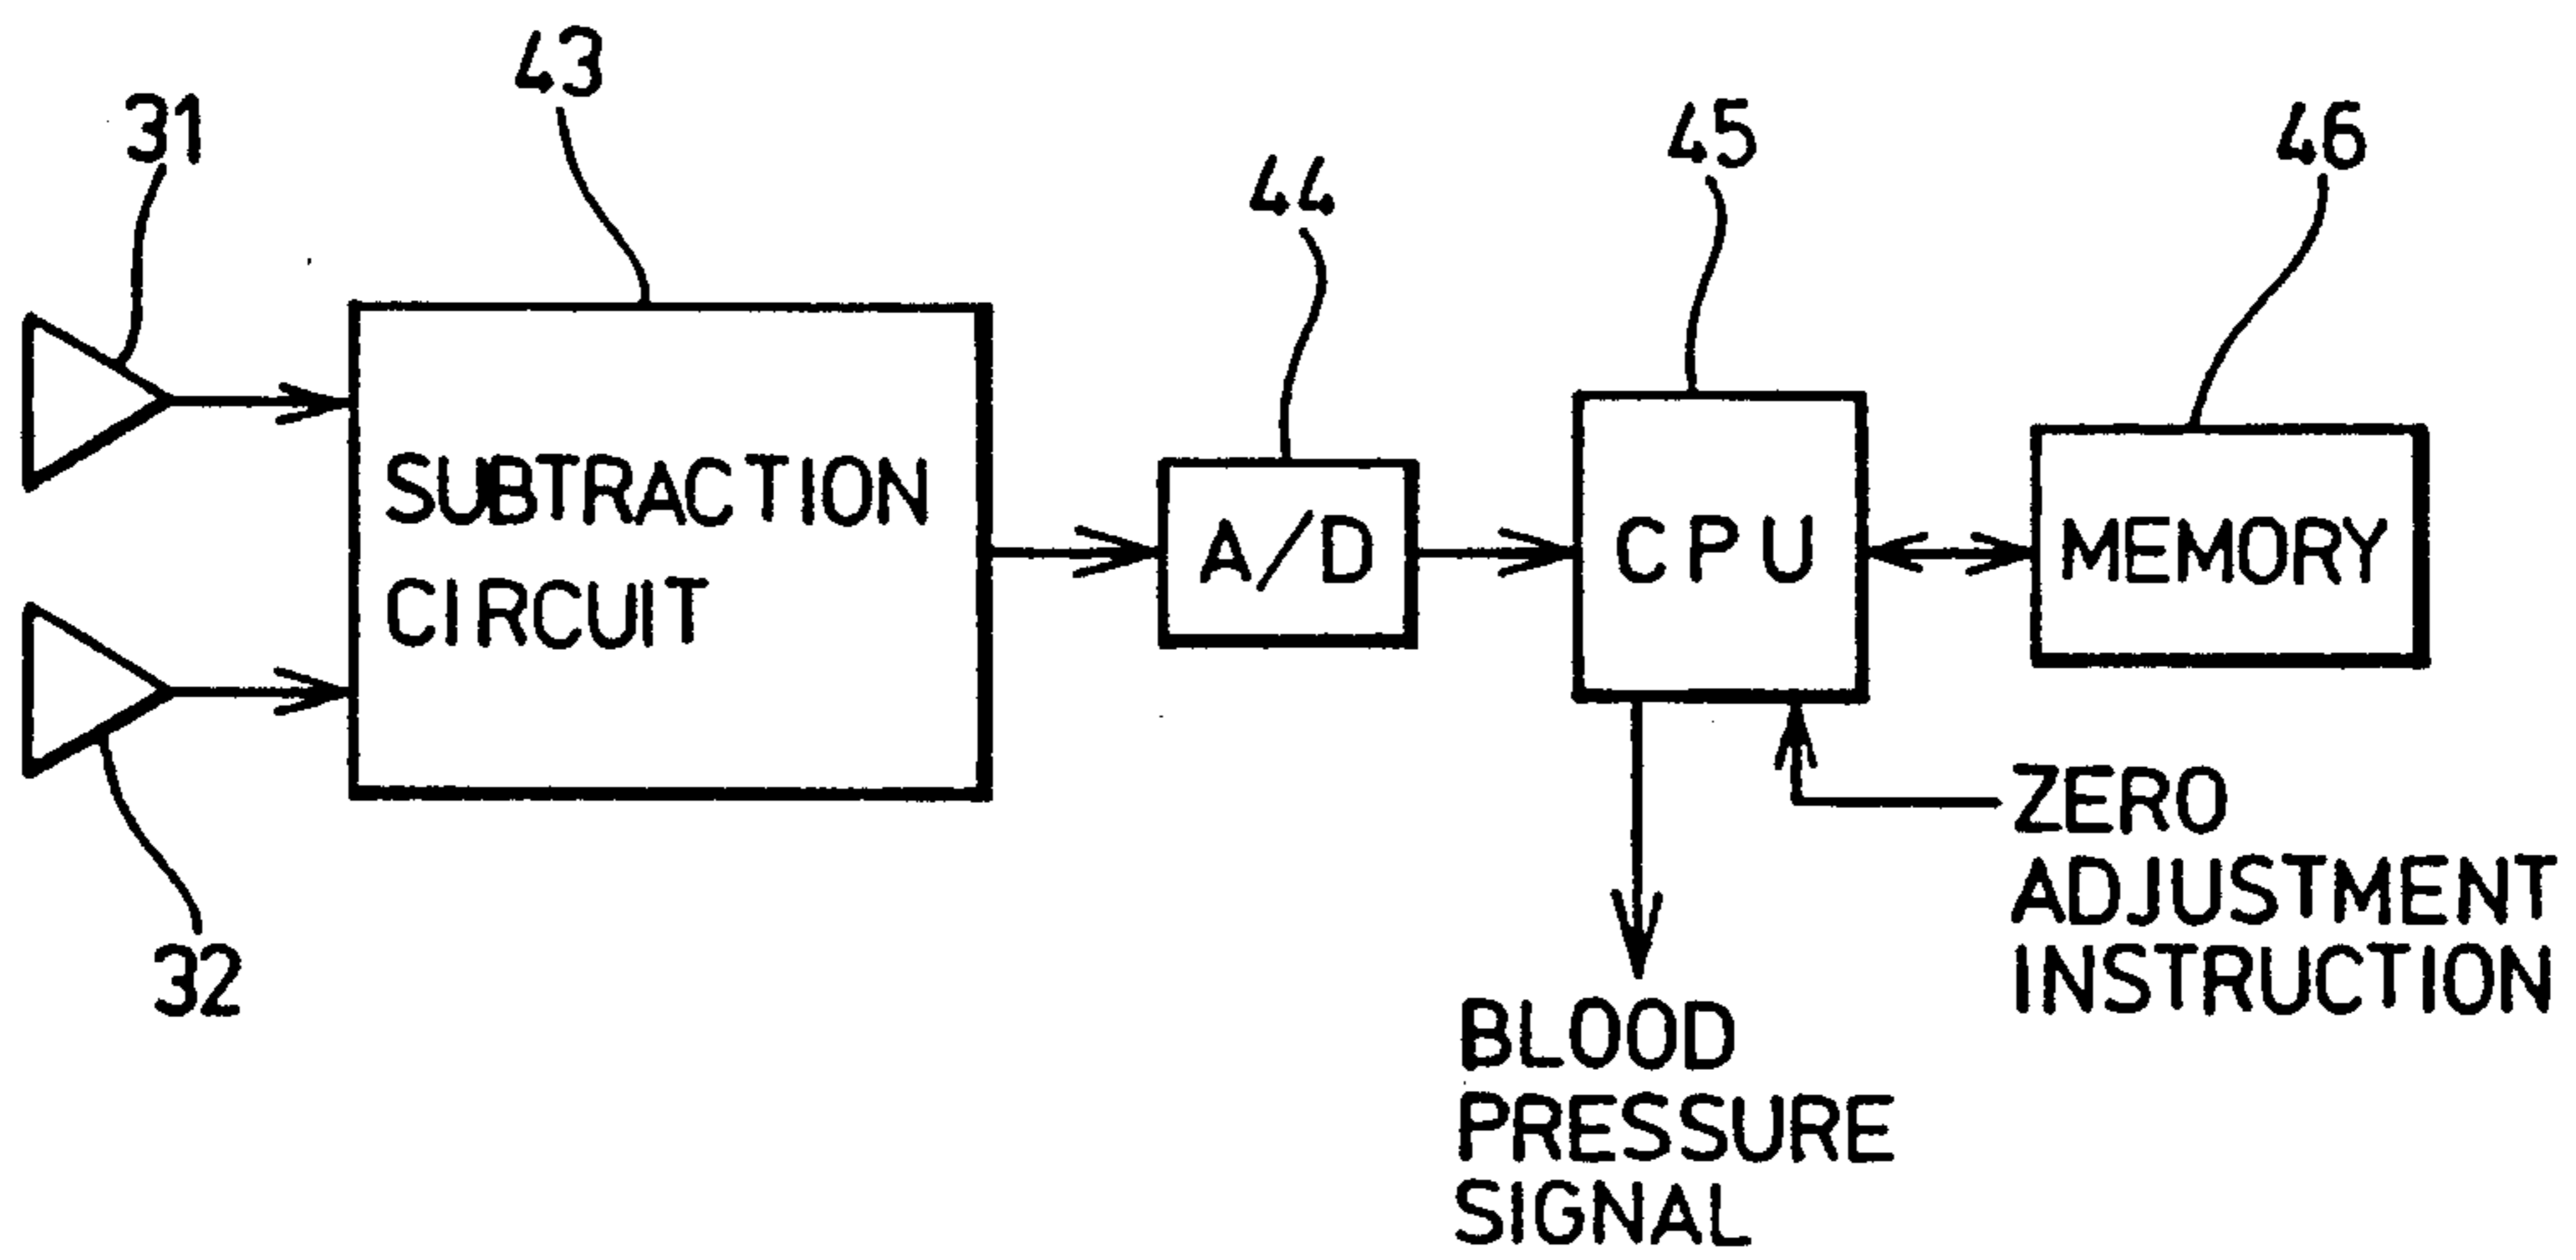 43
31
45
46
44
SUBTRACTION
CIRCUIT
A/D
CPU
MEMORY
32
ZERO
ADJUSTMENT
INSTRUCTION
BLOOD
PRESSURE
SIGNAL